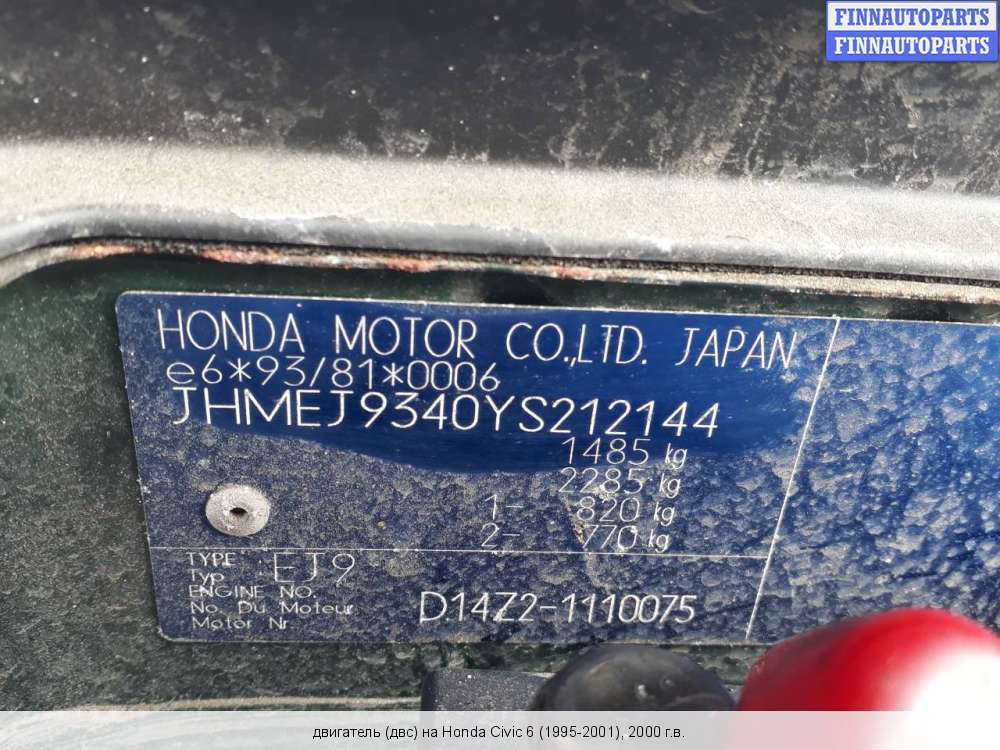 FINNAUTOPARTS
FINNAUTOPARTS
HONDA MOTOR CO.,LTD. JAPAN
e6*93/81*0006
JHMEJ9340YS212144
1485 kg
2285 kg
1- 820 kg
2- 770 kg
TYPE
TYP : EJ9
ENGINE NO.
No. Du Moteur
Motor Nr
D14Z2-1110075
двигатель (двс) на Honda Civic 6 (1995-2001), 2000 г.в.